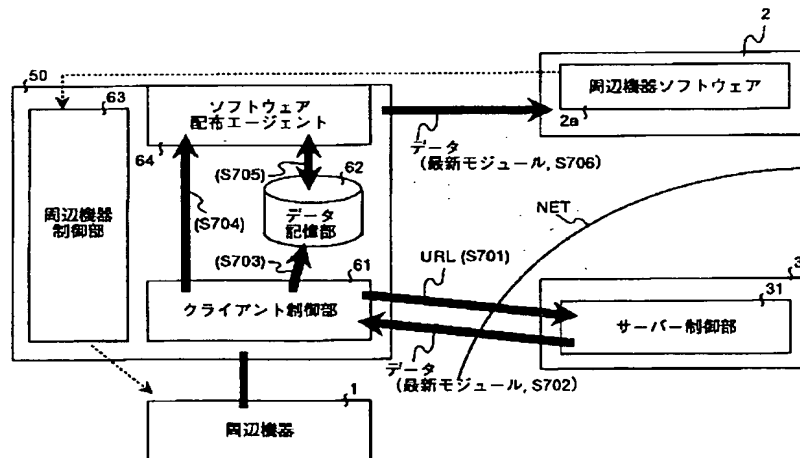 2
50
63
周辺機器ソフトウェア
2a
ソフトウェア
配布エージェント
64
データ
(最新モジュール, S706)
(S705)
62
(S704)
データ
記憶部
周辺機器
制御部
NET
(S703)
61
URL (S701)
3
31
クライアント制御部
サーバー制御部
データ
(最新モジュール, S702)
1
周辺機器